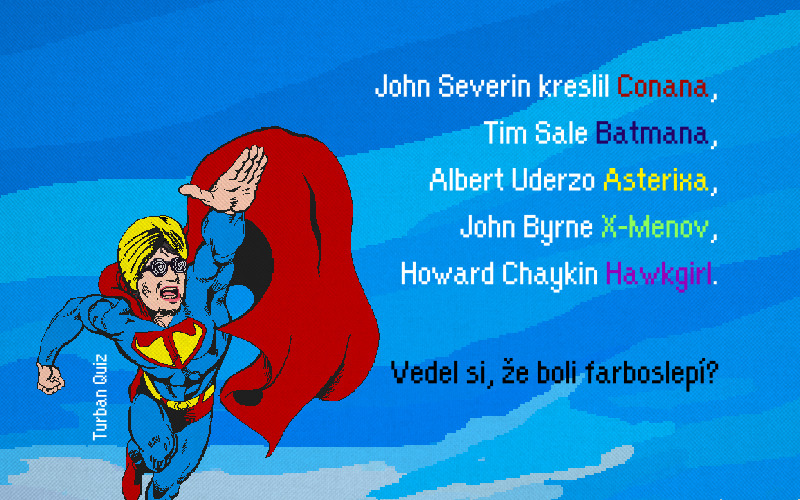 John Severin kreslil Conana,
Tim Sale Batmana,
Albert Uderzo Asterixa,
John Byrne X-Menov,
Howard Chaykin Hawkgirl.
Vedel si, že boli farboslepí?
Turban Quiz